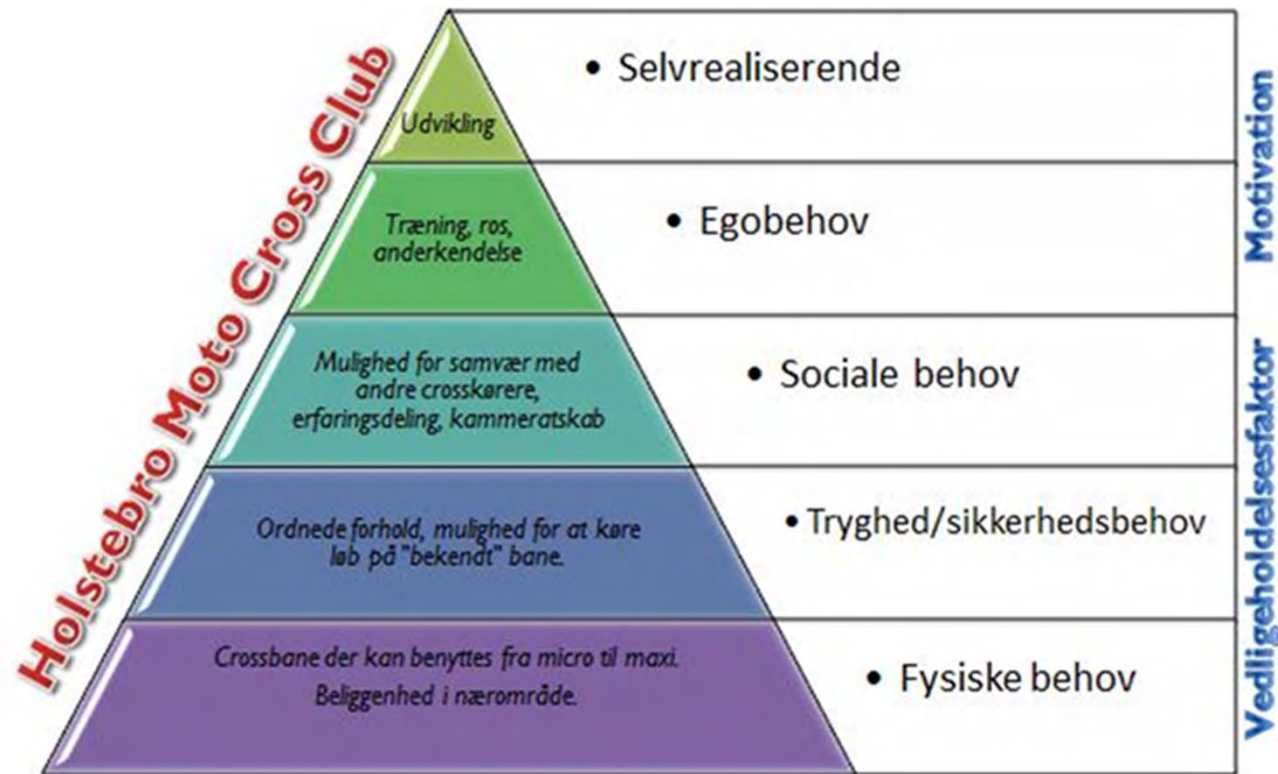 Holstebro Moto Cross Club
Udvikling
• Selvrealiserende
Træning, ros,
anderkendelse
• Egobehov
Motivation
Mulighed for samvær med
andre crosskørere,
erfaringsdeling, kammeratskab
• Sociale behov
Ordnede forhold, mulighed for at køre
løb på "bekendt" bane.
• Tryghed/sikkerhedsbehov
Crossbane der kan benyttes fra micro til maxi.
Beliggenhed i nærområde.
• Fysiske behov
Vedligeholdelsesfaktor